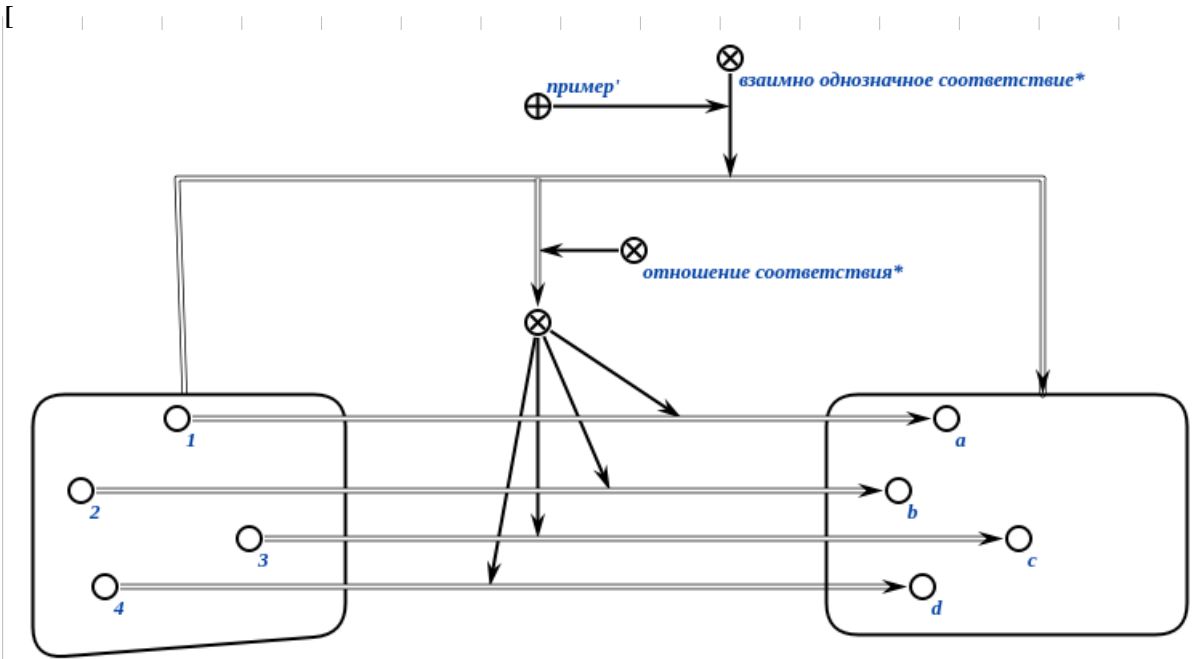 [
взаимно однозначное соответствие*
пример'
отношение соответствия*
1
a
2
b
3
c
4
d